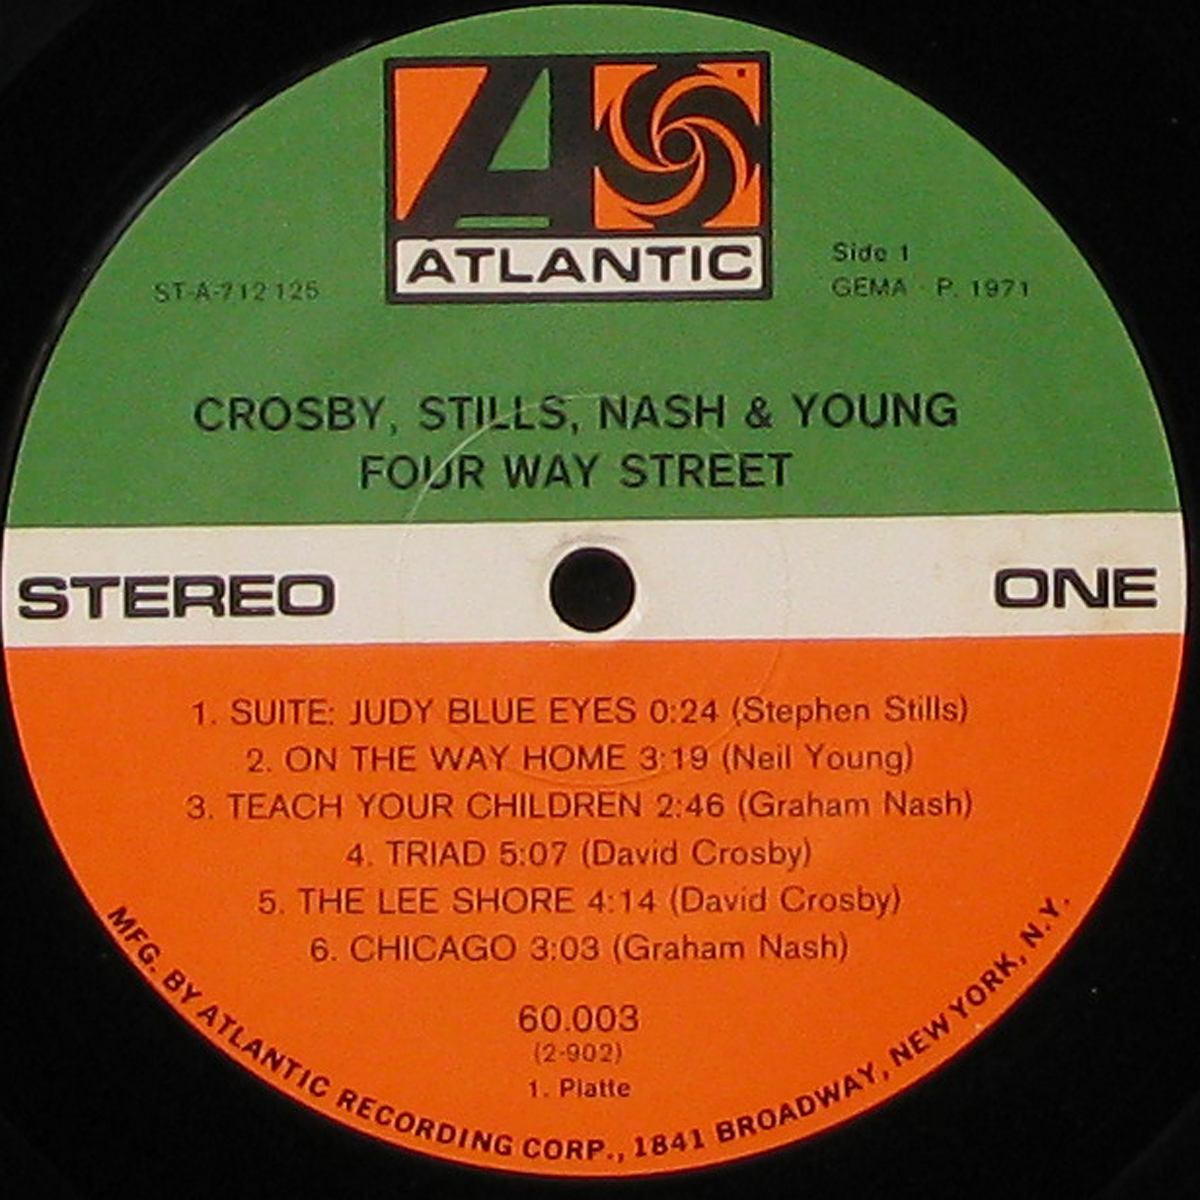 ATLANTIC
ST-A-712125
Side 1
GEMA · P. 1971
CROSBY, STILLS, NASH & YOUNG
FOUR WAY STREET
STEREO
ONE
1. SUITE: JUDY BLUE EYES 0:24 (Stephen Stills)
2. ON THE WAY HOME 3:19 (Neil Young)
3. TEACH YOUR CHILDREN 2:46 (Graham Nash)
4. TRIAD 5:07 (David Crosby)
5. THE LEE SHORE 4:14 (David Crosby)
6. CHICAGO 3:03 (Graham Nash)
60.003
(2-902)
1. Platte
MFG. BY ATLANTIC RECORDING CORP., 1841 BROADWAY, NEW YORK, N.Y.